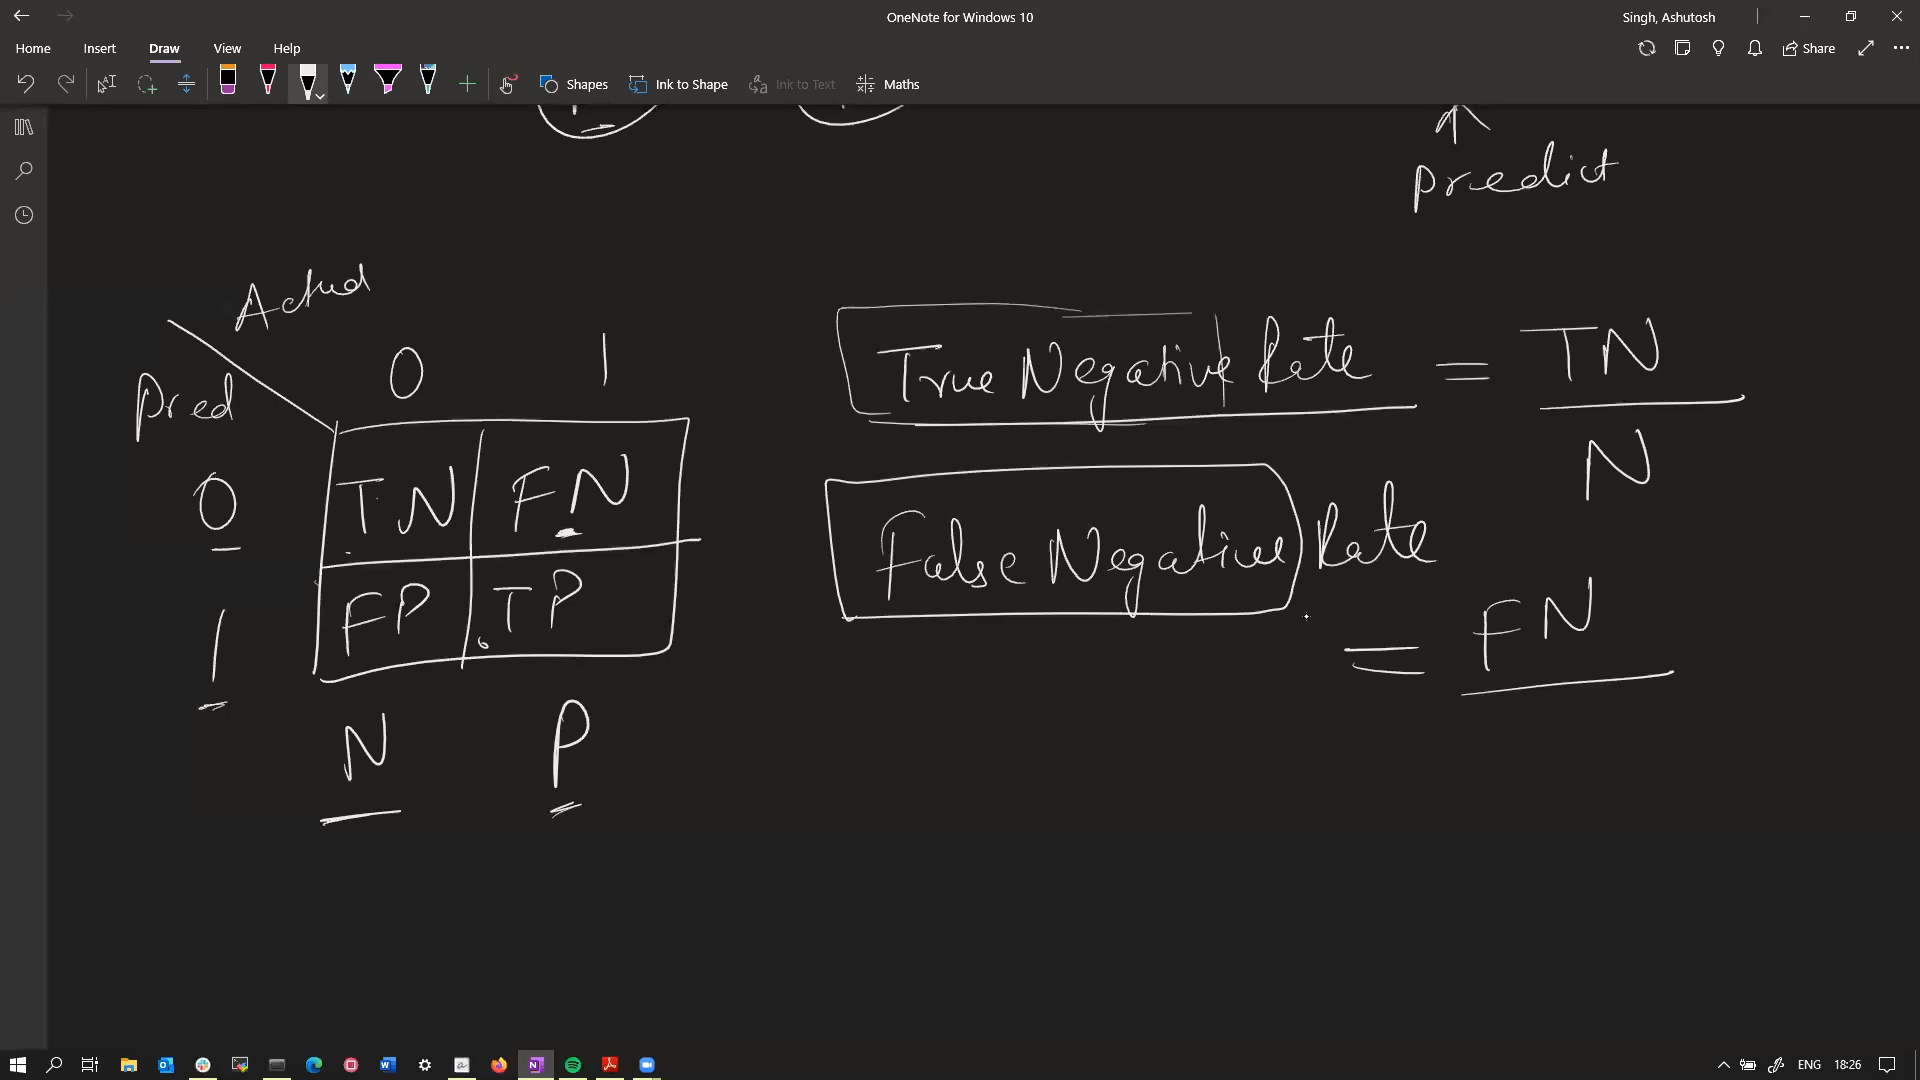 OneNote for Windows 10
Singh, Ashutosh
Home Insert Draw View Help
Share
Shapes Ink to Shape Ink to Text Maths
predict
Actual
Pred
0 1
0 TN FN
1 FP TP
N P
True Negative Rate = TN
N
False Negative Rate
= FN
ENG 18:26